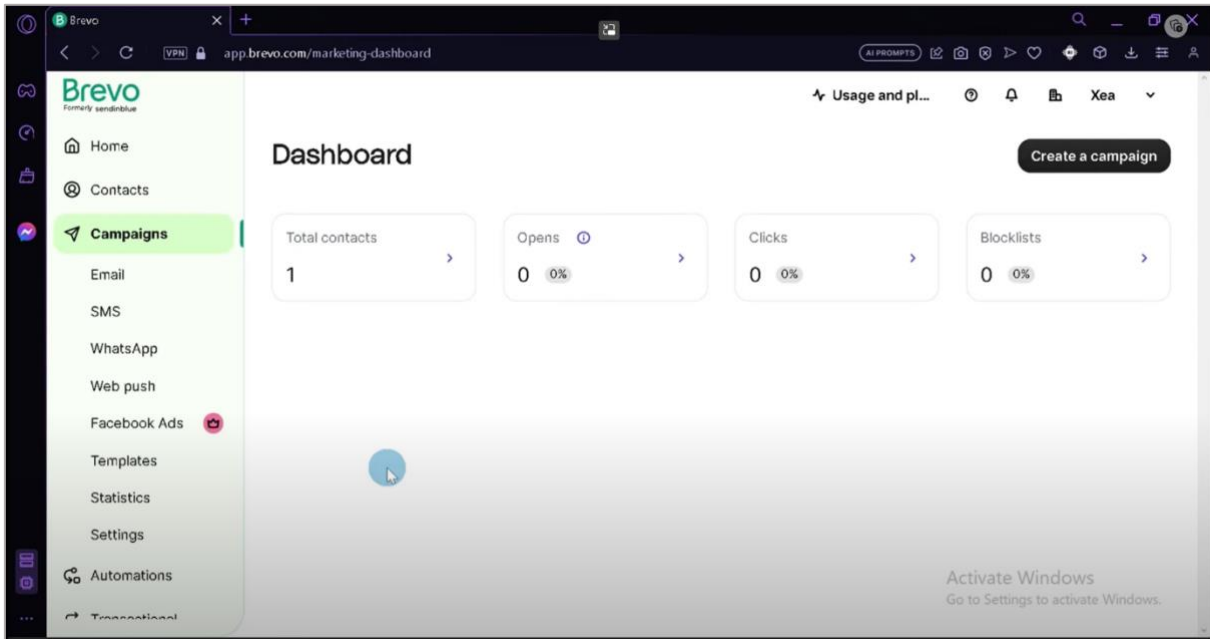 Brevo
VPN app.brevo.com/marketing-dashboard AI PROMPTS
Brevo
Formerly sendinblue
Usage and pl... Xea
Home
Dashboard
Create a campaign
Contacts
Campaigns
Total contacts Opens Clicks Blocklists
1 0 0% 0 0% 0 0%
Email
SMS
WhatsApp
Web push
Facebook Ads
Templates
Statistics
Settings
Automations
Activate Windows
Go to Settings to activate Windows.
Transactional